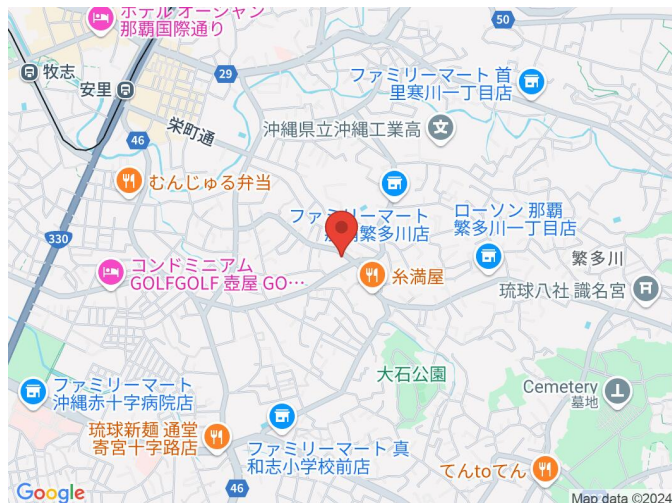 ホテル オーシャン
那覇国際通り
50
牧志
29
ファミリーマート 首
里寒川一丁目店
安里
沖縄県立沖縄工業高
46
栄町通
むんじゅる弁当
ファミリーマート
繁多川店
ローソン 那覇
繁多川一丁目店
330
コンドミニアム
GOLFGOLF 壺屋 GO…
糸満屋
繁多川
琉球八社 識名宮
大石公園
ファミリーマート
沖縄赤十字病院店
Cemetery
墓地
琉球新麺 通堂
寄宮十字路店
ファミリーマート 真
和志小学校前店
てんtoてん
46
Google
Map data ©2024